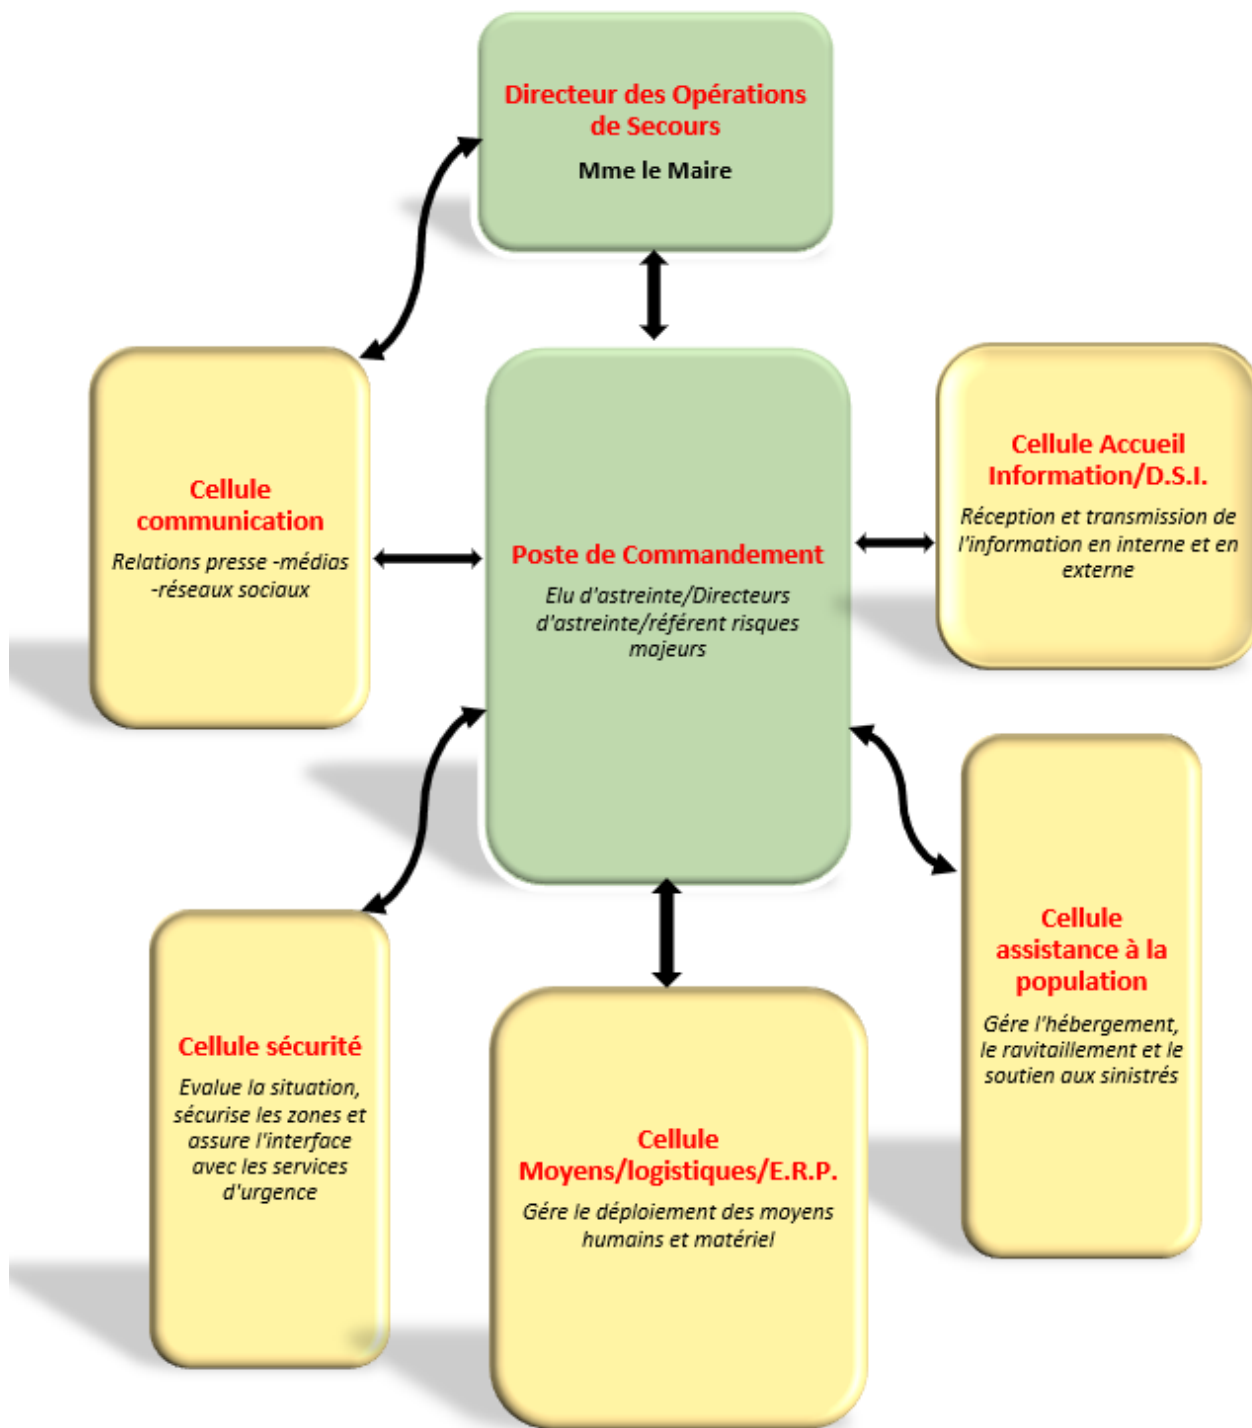 Directeur des Opérations
de Secours
Mme le Maire
Cellule
communication
Relations presse -médias
-réseaux sociaux
Poste de Commandement
Elu d'astreinte/Directeurs
d'astreinte/référent risques
majeurs
Cellule Accueil
Information/D.S.I.
Réception et transmission de
l'information en interne et en
externe
Cellule sécurité
Evalue la situation,
sécurise les zones et
assure l'interface
avec les services
d'urgence
Cellule
Moyens/logistiques/E.R.P.
Gére le déploiement des moyens
humains et matériel
Cellule
assistance à la
population
Gére l'hébergement,
le ravitaillement et le
soutien aux sinistrés